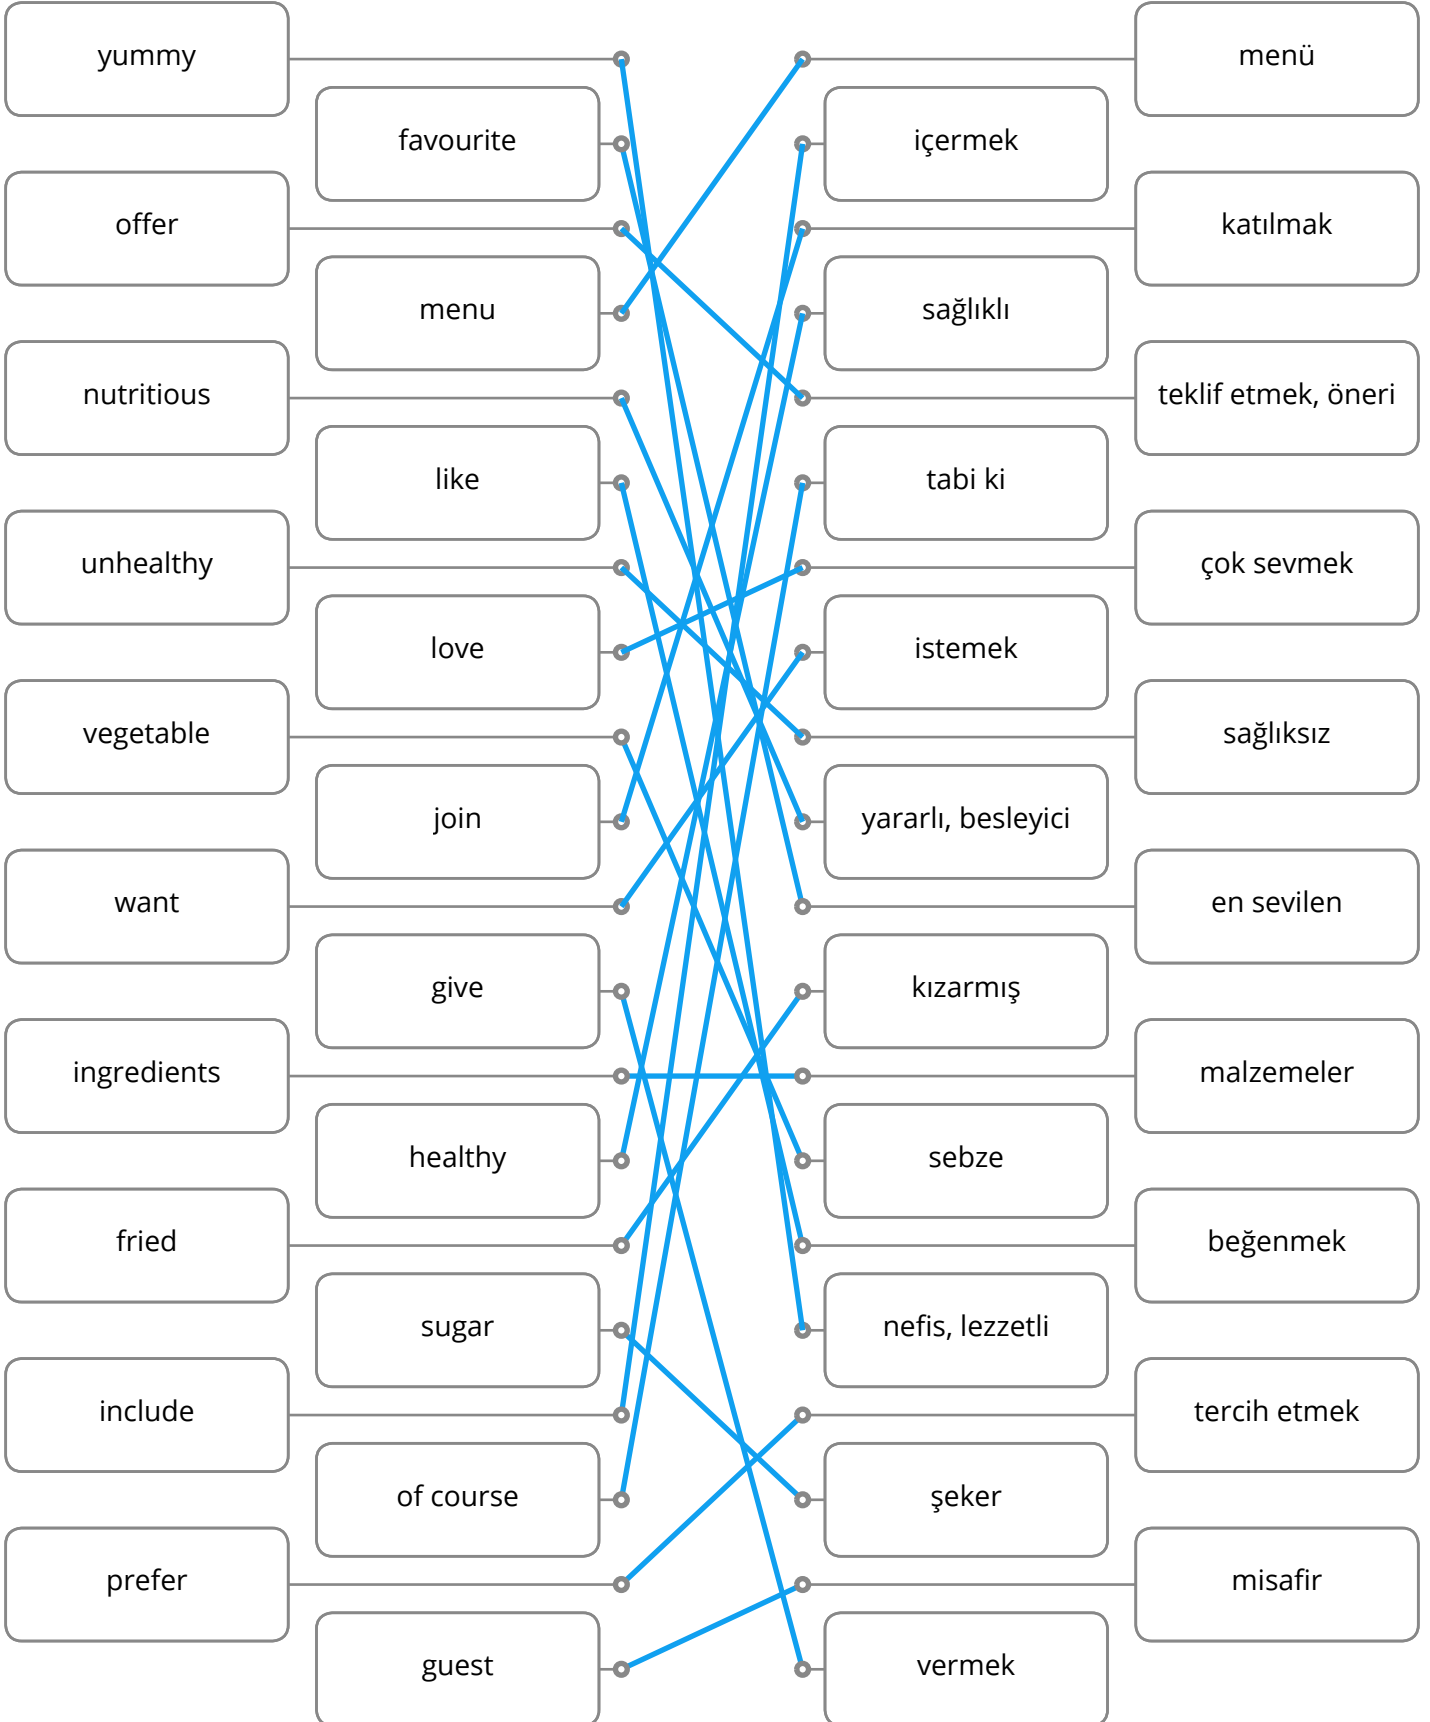 yummy
menü
favourite
içermek
offer
katılmak
menu
sağlıklı
nutritious
teklif etmek, öneri
like
tabi ki
unhealthy
çok sevmek
love
istemek
vegetable
sağlıksız
join
yararlı, besleyici
want
en sevilen
give
kızarmış
ingredients
malzemeler
healthy
sebze
fried
beğenmek
sugar
nefis, lezzetli
include
tercih etmek
of course
şeker
prefer
misafir
guest
vermek